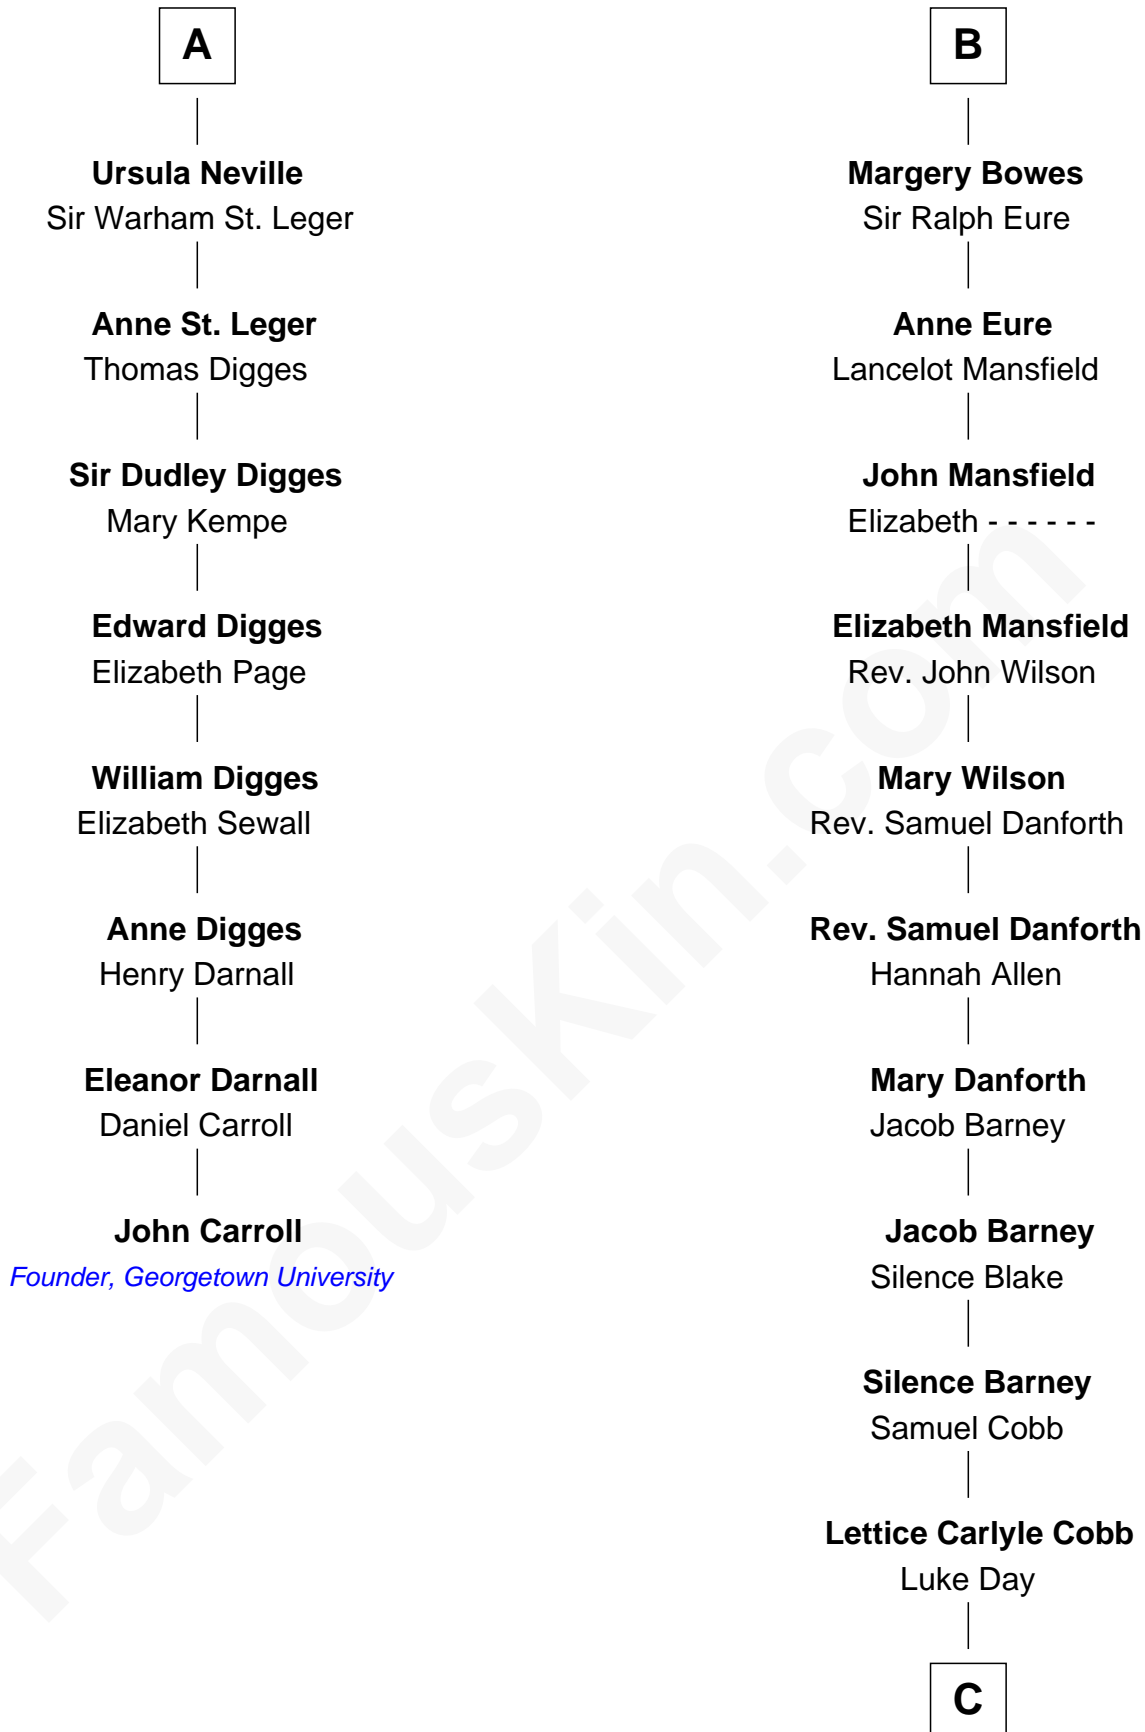 A
Ursula Neville
Sir Warham St. Leger
Anne St. Leger
Thomas Digges
Sir Dudley Digges
Mary Kempe
Edward Digges
Elizabeth Page
William Digges
Elizabeth Sewall
Anne Digges
Henry Darnall
Eleanor Darnall
Daniel Carroll
John Carroll
Founder, Georgetown University
B
Margery Bowes
Sir Ralph Eure
Anne Eure
Lancelot Mansfield
John Mansfield
Elizabeth - - - - - -
Elizabeth Mansfield
Rev. John Wilson
Mary Wilson
Rev. Samuel Danforth
Rev. Samuel Danforth
Hannah Allen
Mary Danforth
Jacob Barney
Jacob Barney
Silence Blake
Silence Barney
Samuel Cobb
Lettice Carlyle Cobb
Luke Day
C
FamousKin.com